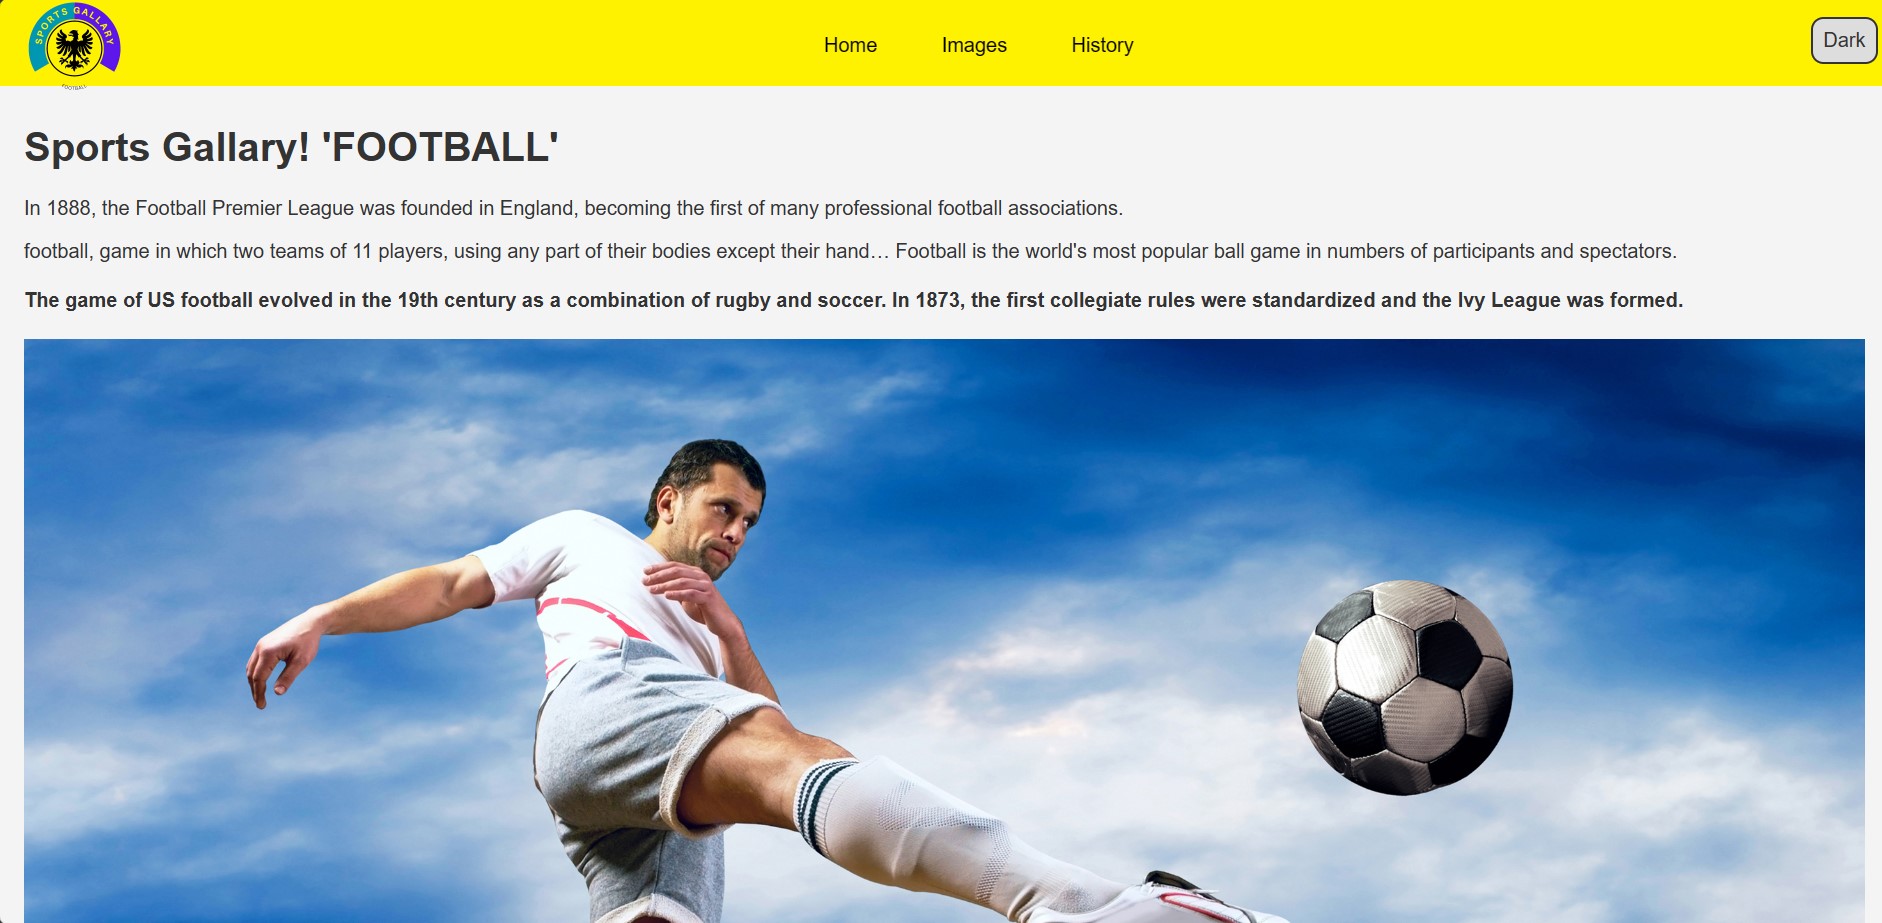 SPORTS GALLARY
FOOTBALL
Home Images History
Dark
Sports Gallary! 'FOOTBALL'
In 1888, the Football Premier League was founded in England, becoming the first of many professional football associations.
football, game in which two teams of 11 players, using any part of their bodies except their hand… Football is the world's most popular ball game in numbers of participants and spectators.
The game of US football evolved in the 19th century as a combination of rugby and soccer. In 1873, the first collegiate rules were standardized and the Ivy League was formed.